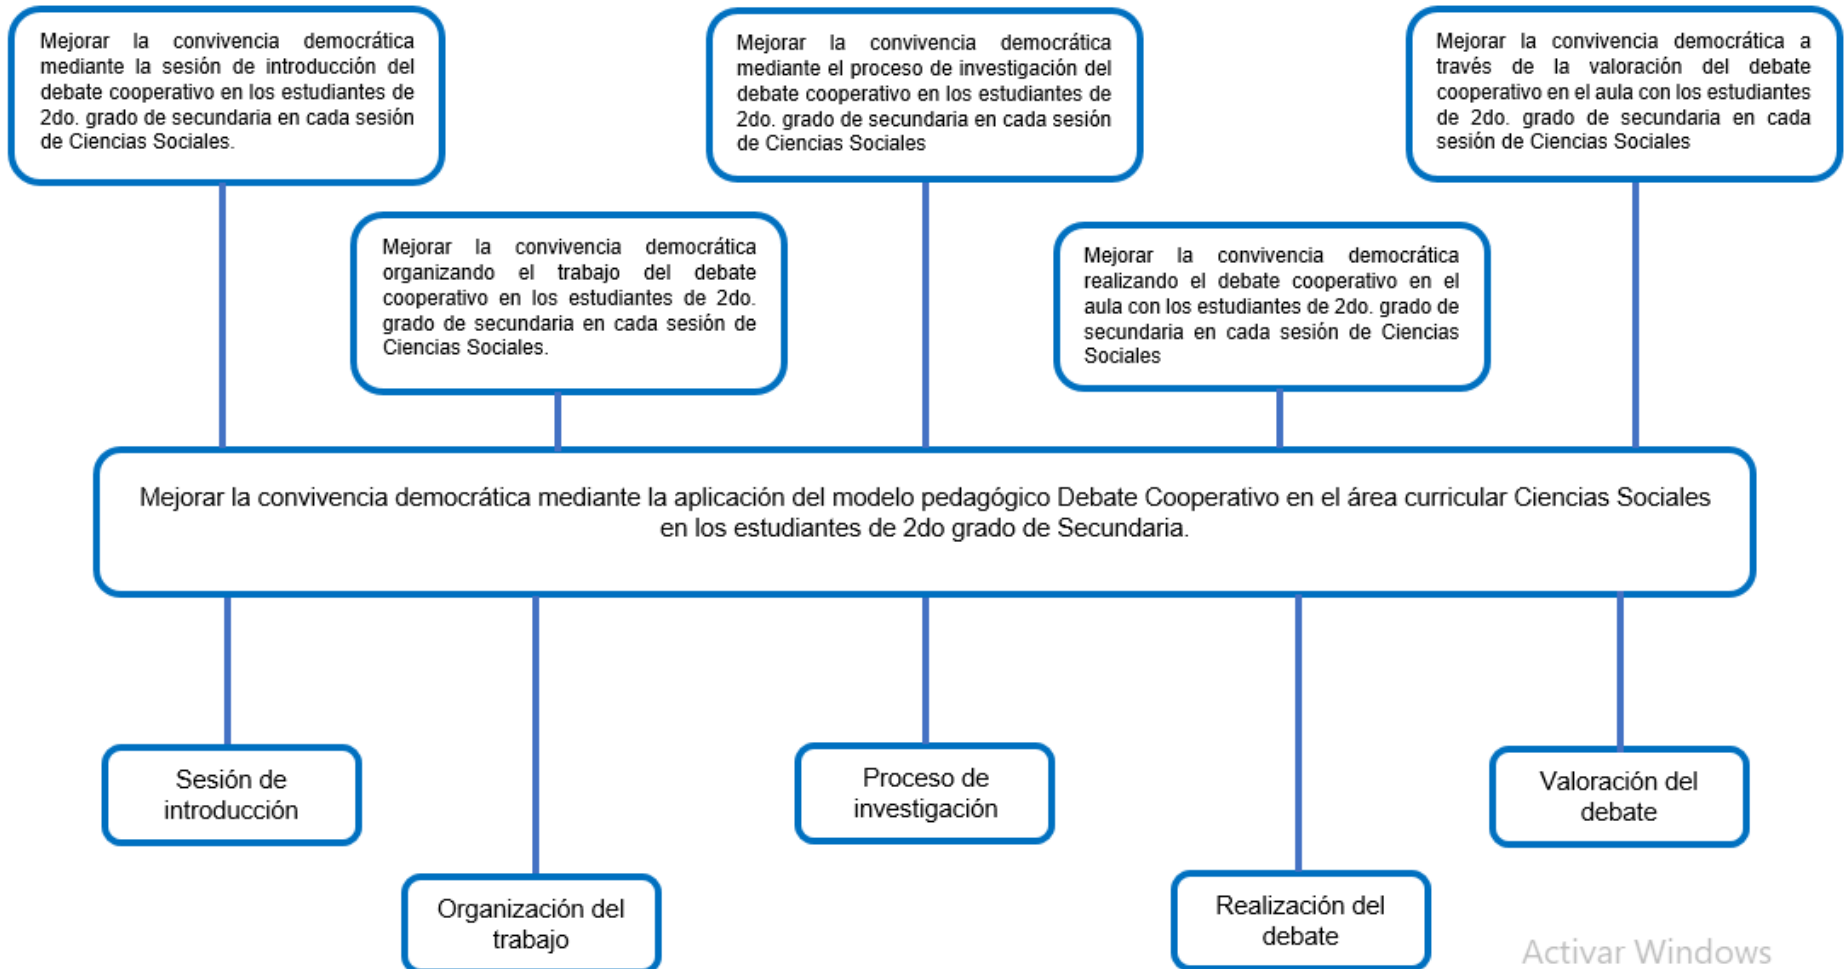 Mejorar la convivencia democrática
mediante la sesión de introducción del
debate cooperativo en los estudiantes de
2do. grado de secundaria en cada sesión
de Ciencias Sociales.
Mejorar la convivencia democrática
mediante el proceso de investigación del
debate cooperativo en los estudiantes de
2do. grado de secundaria en cada sesión
de Ciencias Sociales
Mejorar la convivencia democrática a
través de la valoración del debate
cooperativo en el aula con los estudiantes
de 2do. grado de secundaria en cada
sesión de Ciencias Sociales
Mejorar la convivencia democrática
organizando el trabajo del debate
cooperativo en los estudiantes de 2do.
grado de secundaria en cada sesión de
Ciencias Sociales.
Mejorar la convivencia democrática
realizando el debate cooperativo en el
aula con los estudiantes de 2do. grado de
secundaria en cada sesión de Ciencias
Sociales
Mejorar la convivencia democrática mediante la aplicación del modelo pedagógico Debate Cooperativo en el área curricular Ciencias Sociales
en los estudiantes de 2do grado de Secundaria.
Sesión de
introducción
Proceso de
investigación
Valoración del
debate
Organización del
trabajo
Realización del
debate
Activar Windows